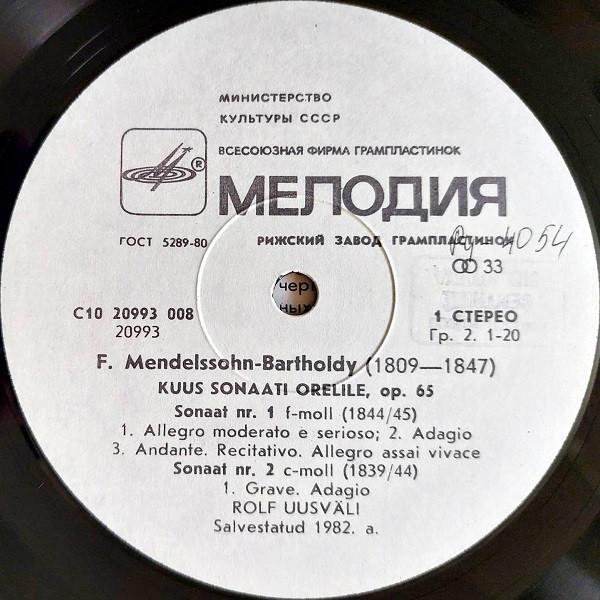 МИНИСТЕРСТВО
КУЛЬТУРЫ СССР
ВСЕСОЮЗНАЯ ФИРМА ГРАМПЛАСТИНОК
®
МЕЛОДИЯ
ГОСТ 5289-80 РИЖСКИЙ ЗАВОД ГРАМПЛАСТИНОК
4054
33
C10 20993 008
20993
1 СТЕРЕО
Гр. 2. 1-20
F. Mendelssohn-Bartholdy (1809—1847)
KUUS SONAATI ORELILE, op. 65
Sonaat nr. 1 f-moll (1844/45)
1. Allegro moderato e serioso; 2. Adagio
3. Andante. Recitativo. Allegro assai vivace
Sonaat nr. 2 c-moll (1839/44)
1. Grave. Adagio
ROLF UUSVÄLI
Salvestatud 1982. a.